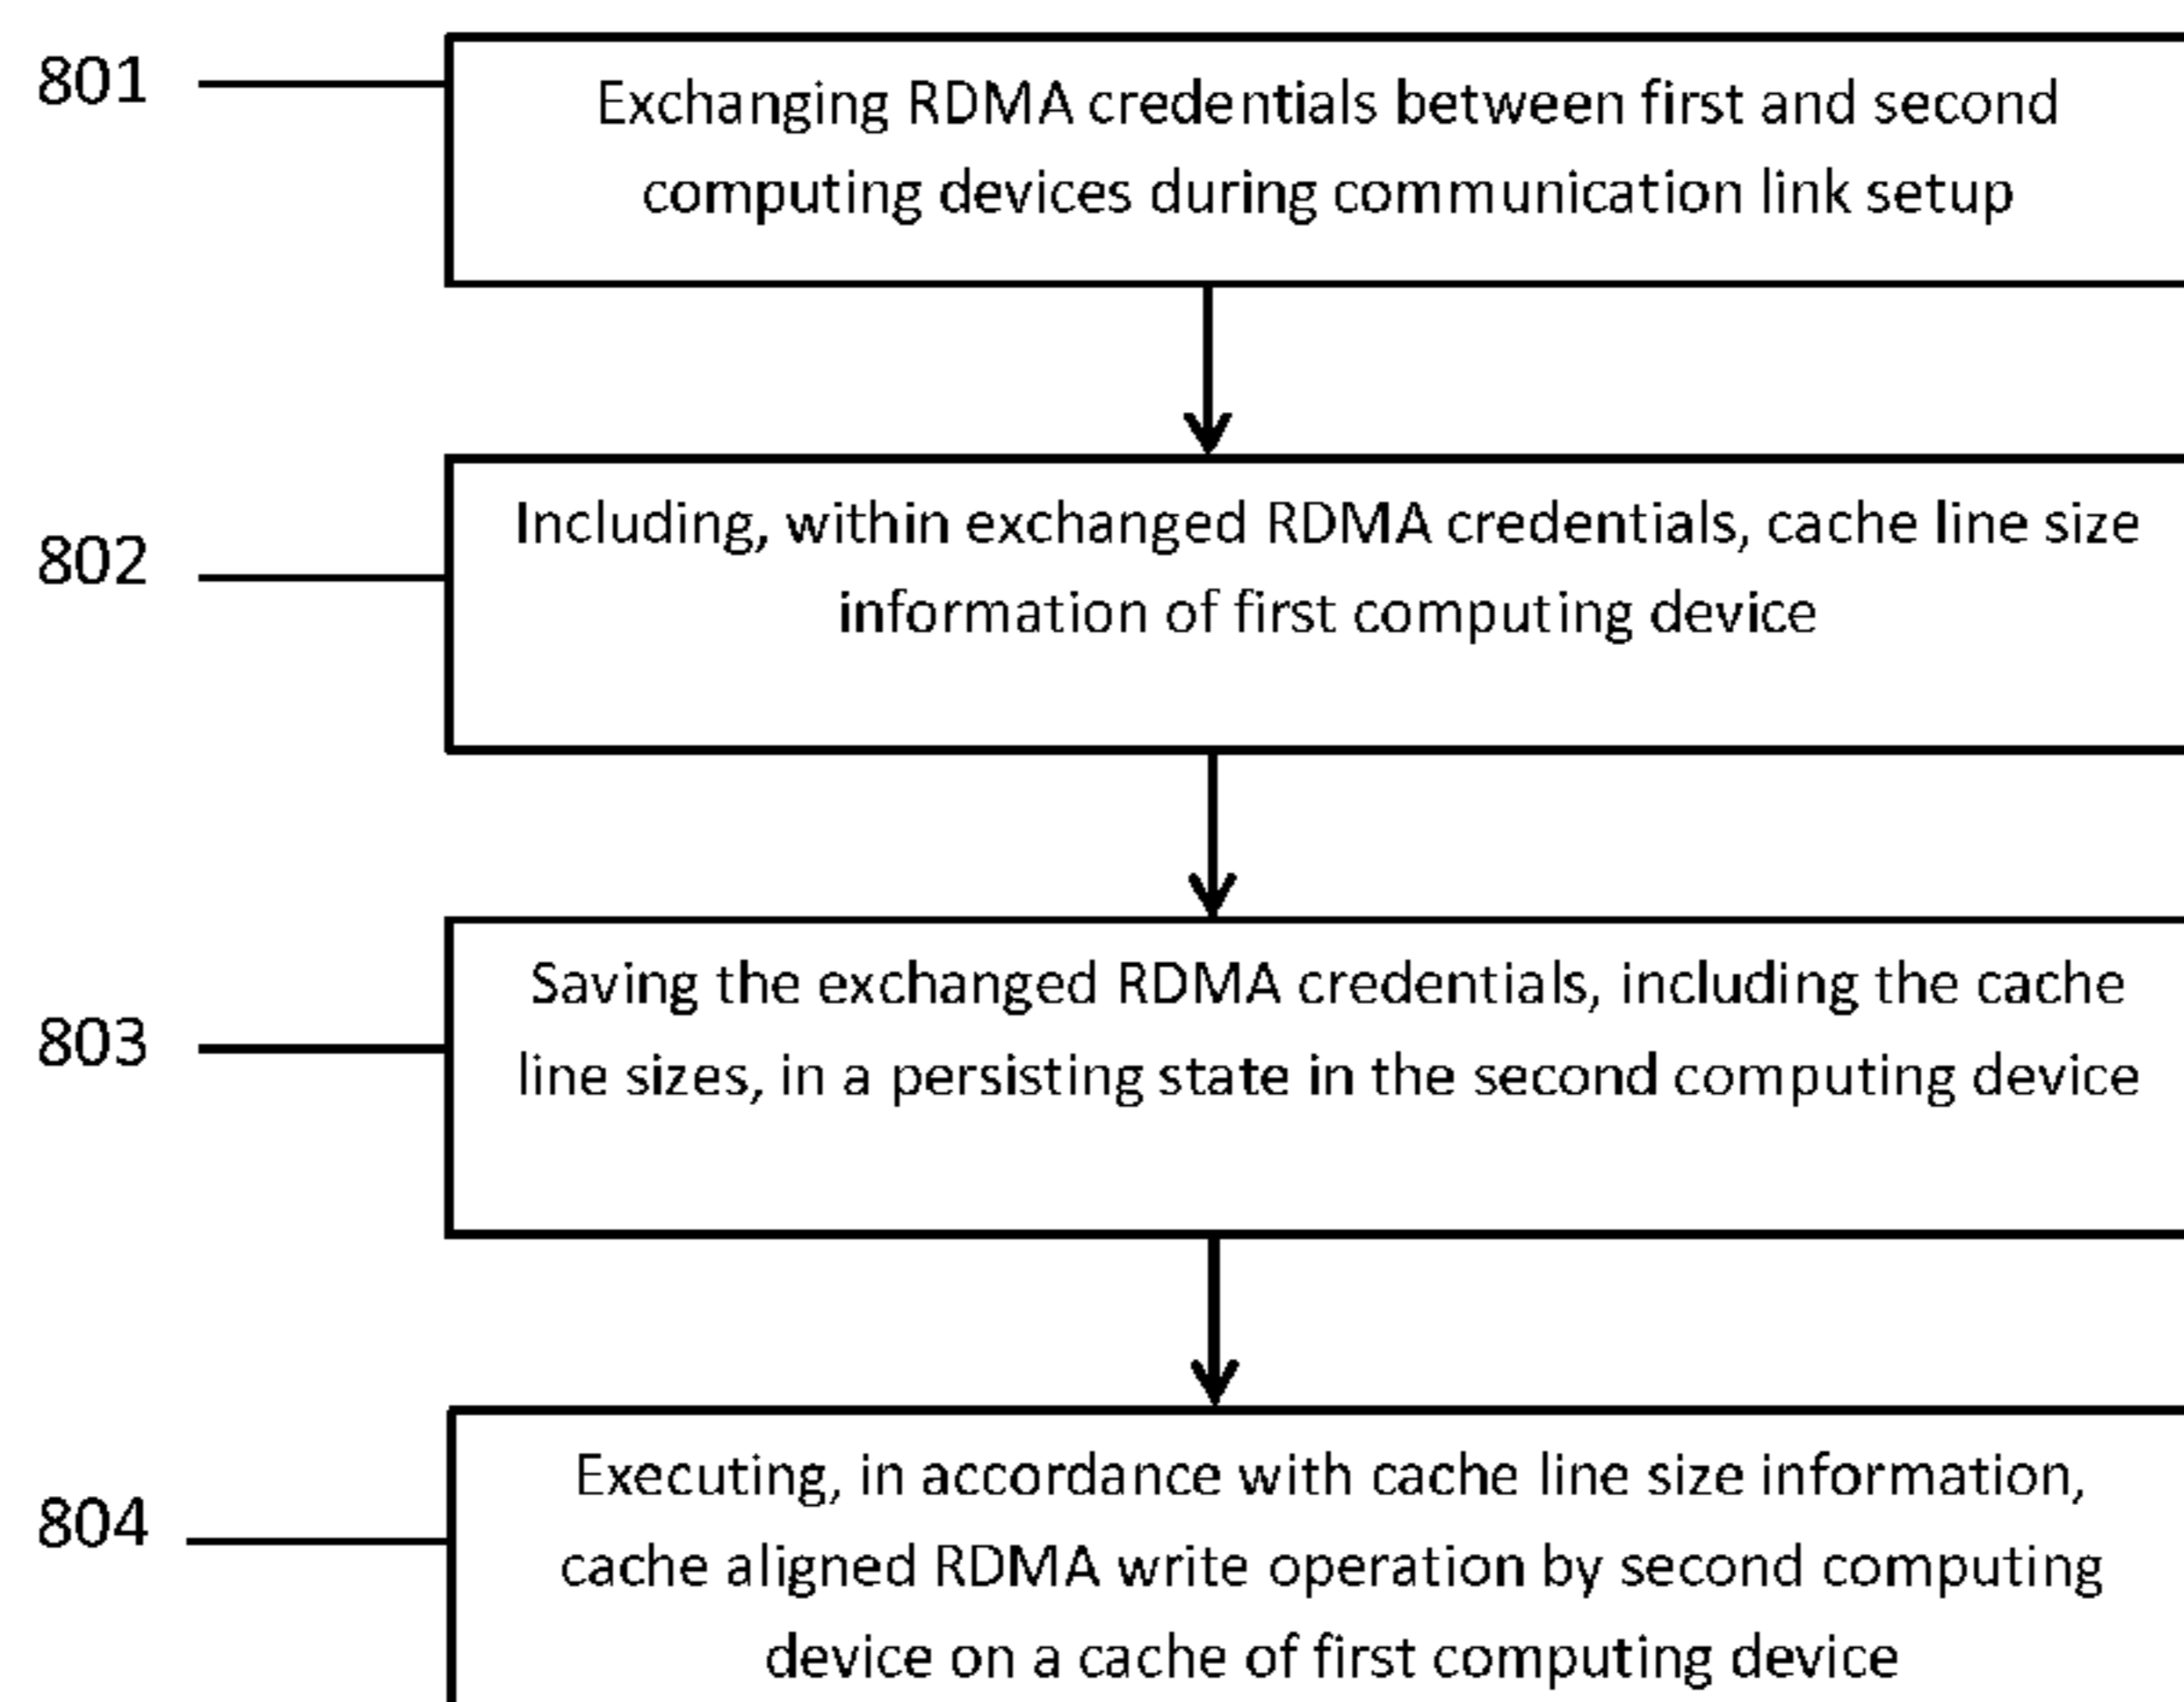 801
Exchanging RDMA credentials between first and second
computing devices during communication link setup
802
Including, within exchanged RDMA credentials, cache line size
information of first computing device
803
Saving the exchanged RDMA credentials, including the cache
line sizes, in a persisting state in the second computing device
804
Executing, in accordance with cache line size information,
cache aligned RDMA write operation by second computing
device on a cache of first computing device